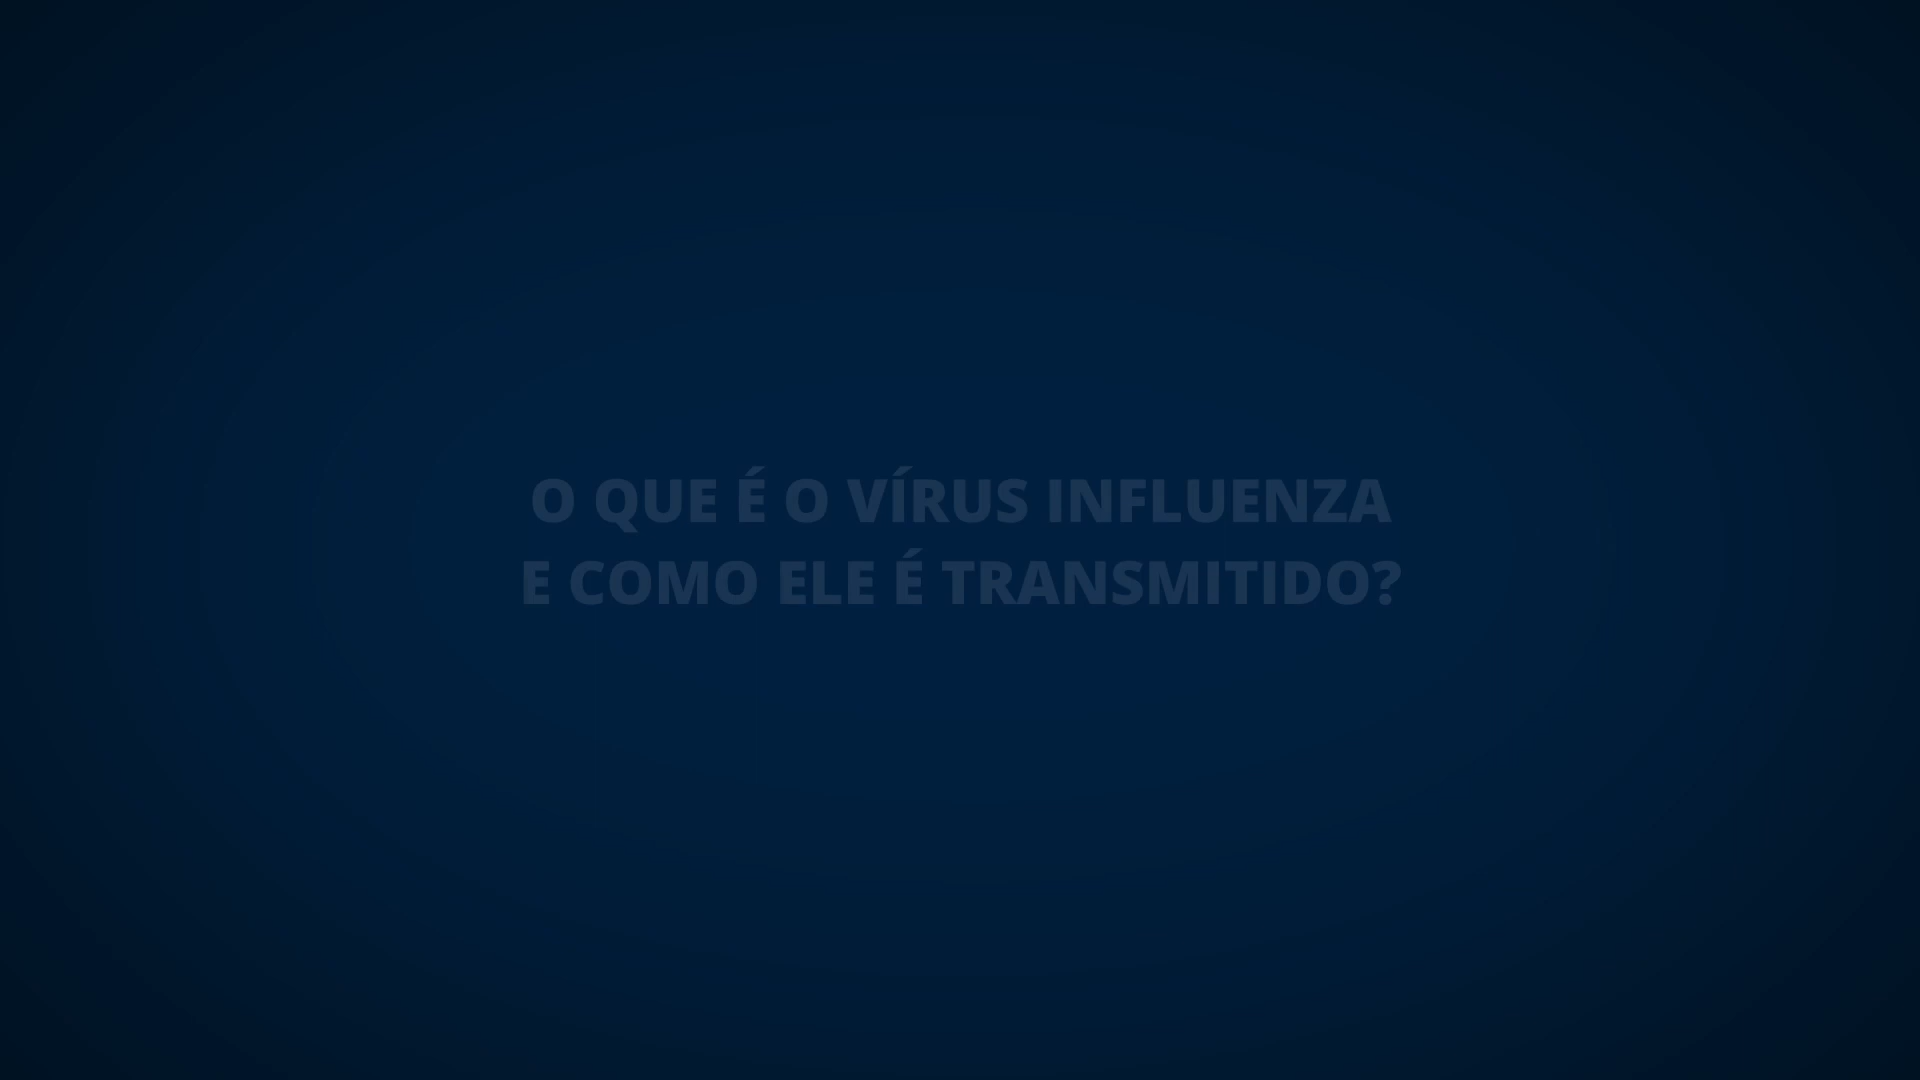 O QUE É O VÍRUS INFLUENZA
E COMO ELE É TRANSMITIDO?